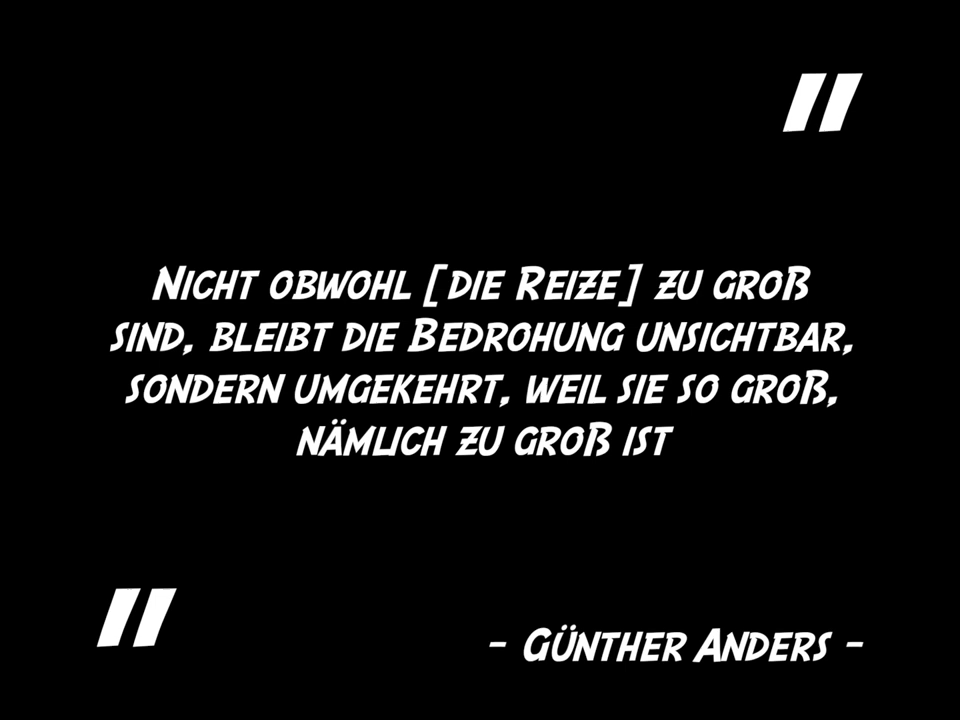 "
Nicht obwohl [die Reize] zu groß
sind, bleibt die Bedrohung unsichtbar,
sondern umgekehrt, weil sie so groß,
nämlich zu groß ist
"
- Günther Anders -